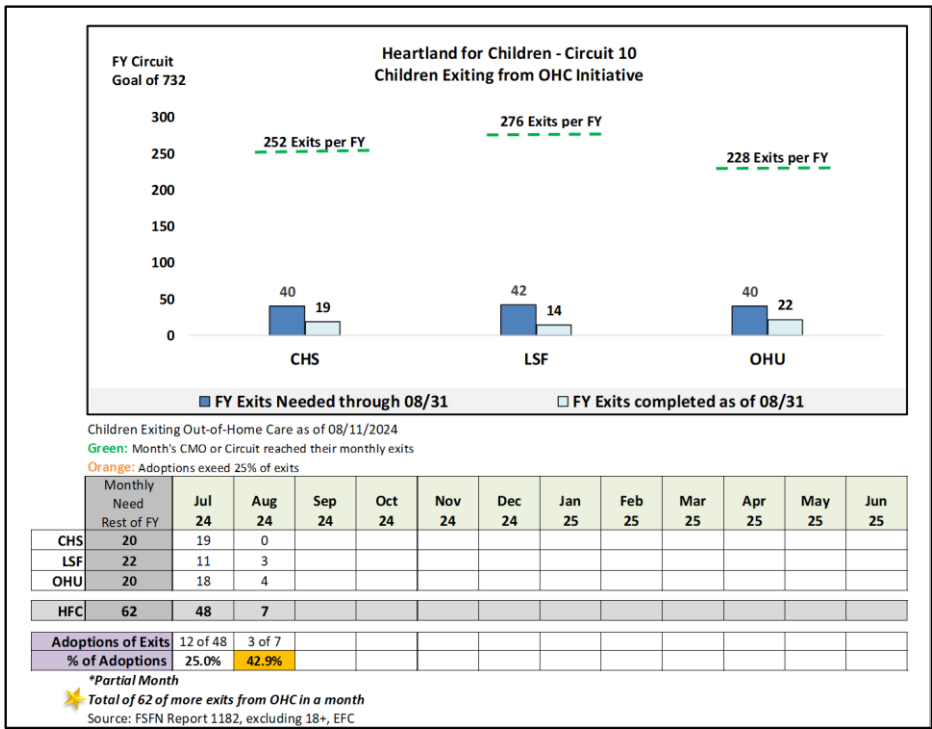 FY Circuit
Goal of 732
Heartland for Children - Circuit 10
Children Exiting from OHC Initiative
300
250
200
150
100
50
0
252 Exits per FY
276 Exits per FY
228 Exits per FY
40
19
42
14
40
22
CHS
LSF
OHU
FY Exits Needed through 08/31
FY Exits completed as of 08/31
Children Exiting Out-of-Home Care as of 08/11/2024
Green: Month's CMO or Circuit reached their monthly exits
Orange: Adoptions exeed 25% of exits
Monthly Need Rest of FY Jul 24 Aug 24 Sep 24 Oct 24 Nov 24 Dec 24 Jan 25 Feb 25 Mar 25 Apr 25 May 25 Jun 25
CHS 20 19 0
LSF 22 11 3
OHU 20 18 4
HFC 62 48 7
Adoptions of Exits 12 of 48 3 of 7
% of Adoptions 25.0% 42.9%
*Partial Month
Total of 62 of more exits from OHC in a month
Source: FSFN Report 1182, excluding 18+, EFC